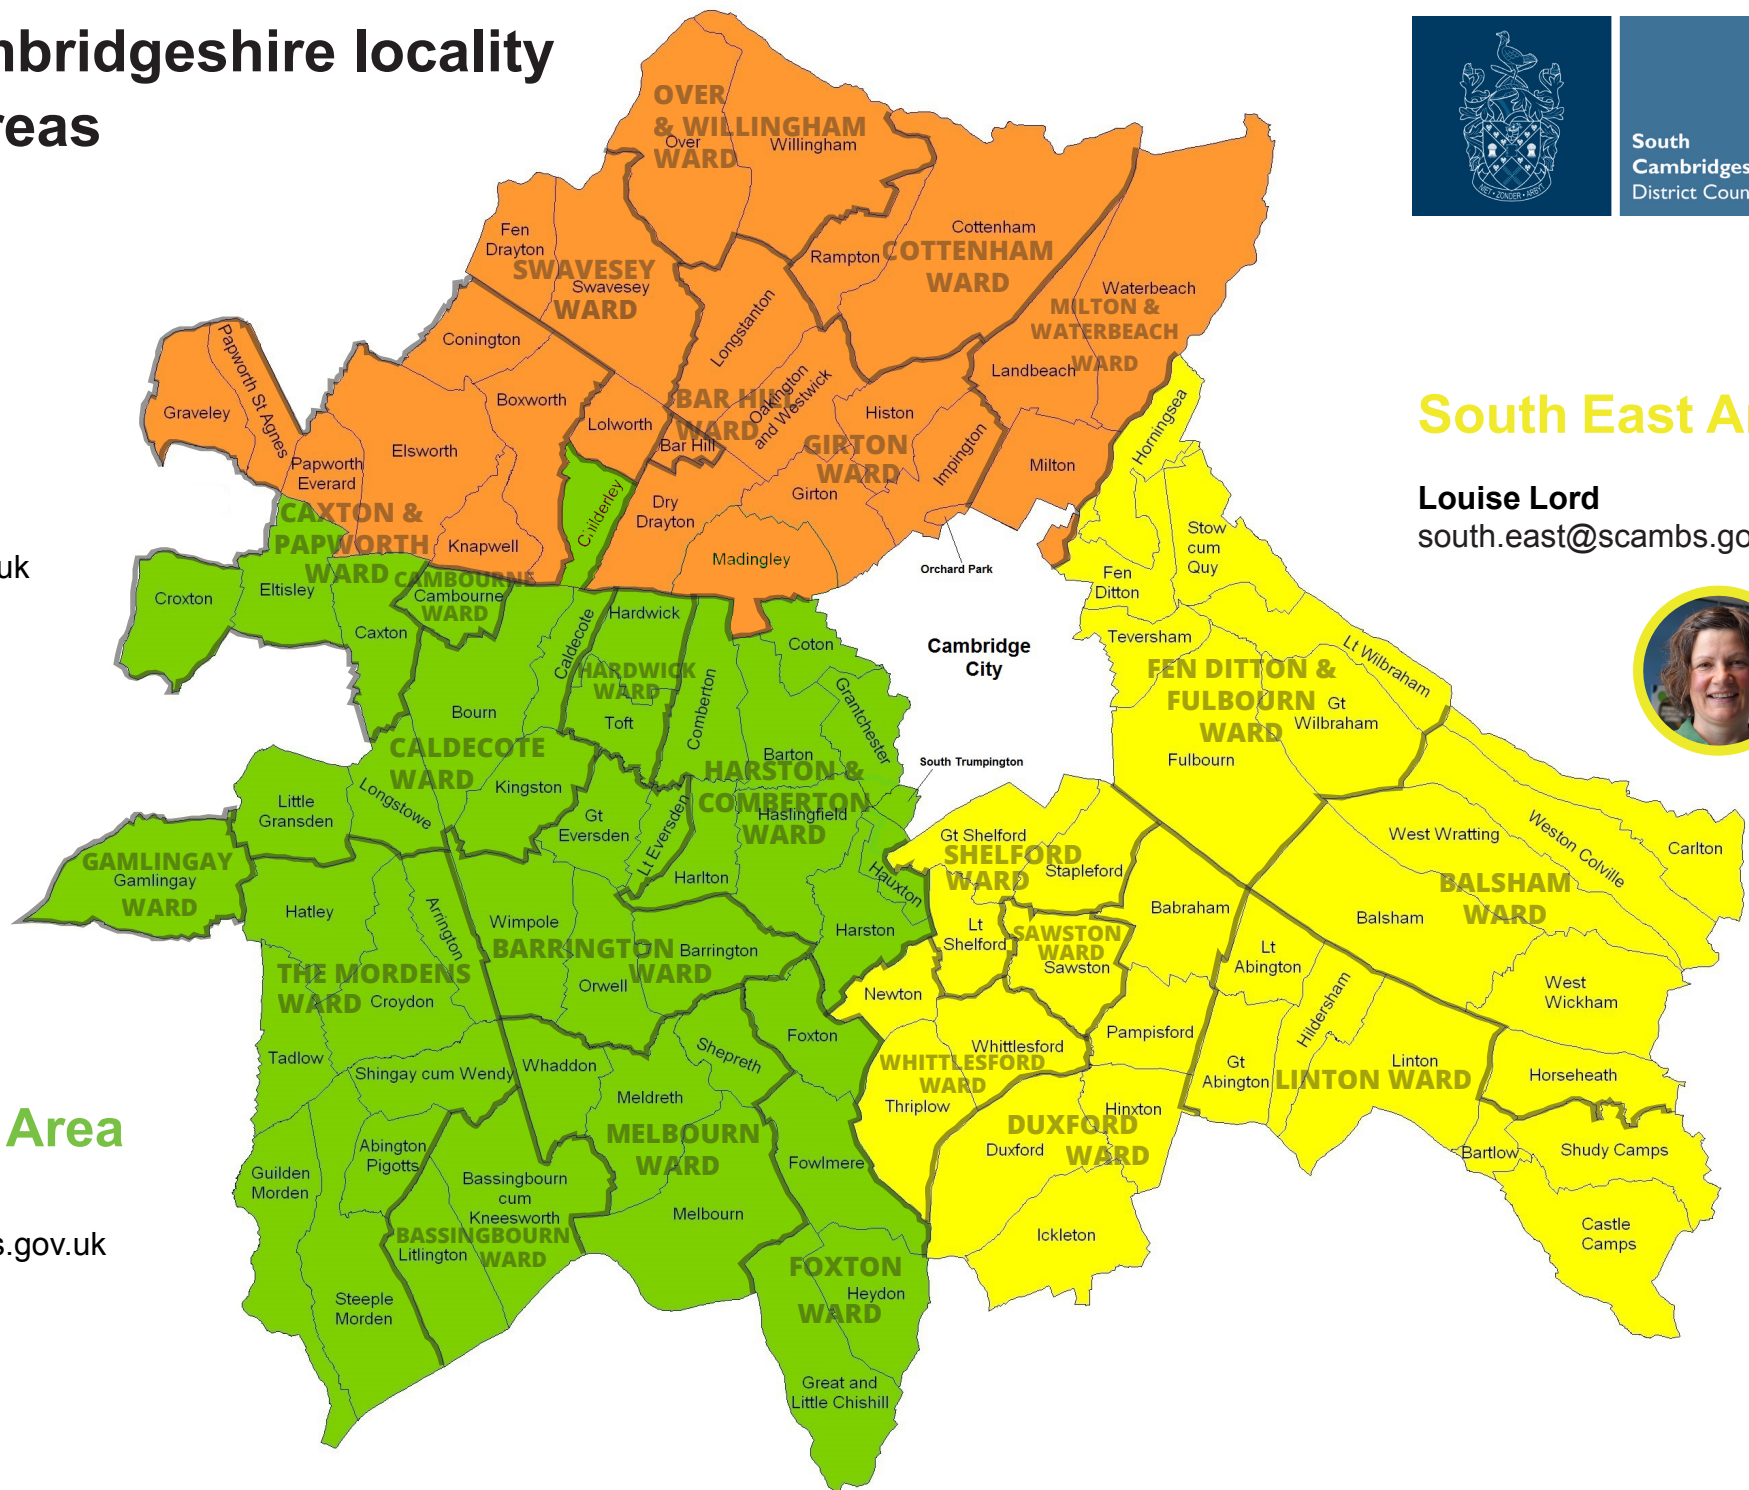 mbridgeshire locality
reas
South
Cambridges
District Coun
NIET · ZONDER · ARBYT
OVER
& WILLINGHAM
WARD
Over
Willingham
Fen
Drayton
SWAVESEY
Swavesey
WARD
Cottenham
Rampton
COTTENHAM
WARD
Waterbeach
MILTON &
WATERBEACH
WARD
Landbeach
Conington
Longstanton
Papworth St Agnes
Graveley
Boxworth
BAR HILL
WARD
Oakington
and Westwick
Lolworth
Bar Hill
Histon
GIRTON
WARD
Girton
Impington
Milton
Horningsea
Elsworth
Papworth
Everard
Childerley
Dry
Drayton
Madingley
Knapwell
CAXTON &
PAPWORTH
WARD
Orchard Park
Stow
cum
Quy
Fen
Ditton
South East Ar
Louise Lord
south.east@scambs.go
uk
Croxton
Eltisley
Caxton
CAMBOURNE
Cambourne
WARD
Caldecote
Hardwick
HARDWICK
WARD
Toft
Comberton
Coton
Grantchester
Cambridge
City
Teversham
Lt Wilbraham
FEN DITTON &
FULBOURN
WARD
Gt
Wilbraham
Fulbourn
Bourn
CALDECOTE
WARD
Kingston
Longstowe
Little
Gransden
Barton
HARSTON &
COMBERTON
WARD
Haslingfield
South Trumpington
Gt
Eversden
Lt Eversden
Harlton
Hauxton
Harston
GAMLINGAY
Gamlingay
WARD
Hatley
Arrington
Wimpole
BARRINGTON
WARD
Barrington
Orwell
THE MORDENS
WARD
Croydon
Tadlow
Shingay cum Wendy
Whaddon
Shepreth
Foxton
Meldreth
MELBOURN
WARD
Melbourn
Fowlmere
Abington
Pigotts
Guilden
Morden
Bassingbourn
cum
Kneesworth
BASSINGBOURN
WARD
Litlington
Steeple
Morden
FOXTON
WARD
Heydon
Great and
Little Chishill
Gt Shelford
SHELFORD
WARD
Stapleford
Lt
Shelford
SAWSTON
WARD
Sawston
Babraham
Newton
Whittlesford
WHITTLESFORD
WARD
Thriplow
Pampisford
Hinxton
DUXFORD
WARD
Duxford
Ickleton
Lt
Abington
Hildersham
Gt
Abington
Linton
LINTON WARD
West Wratting
Weston Colville
Carlton
BALSHAM
WARD
Balsham
West
Wickham
Horseheath
Bartlow
Shudy Camps
Castle
Camps
Area
s.gov.uk